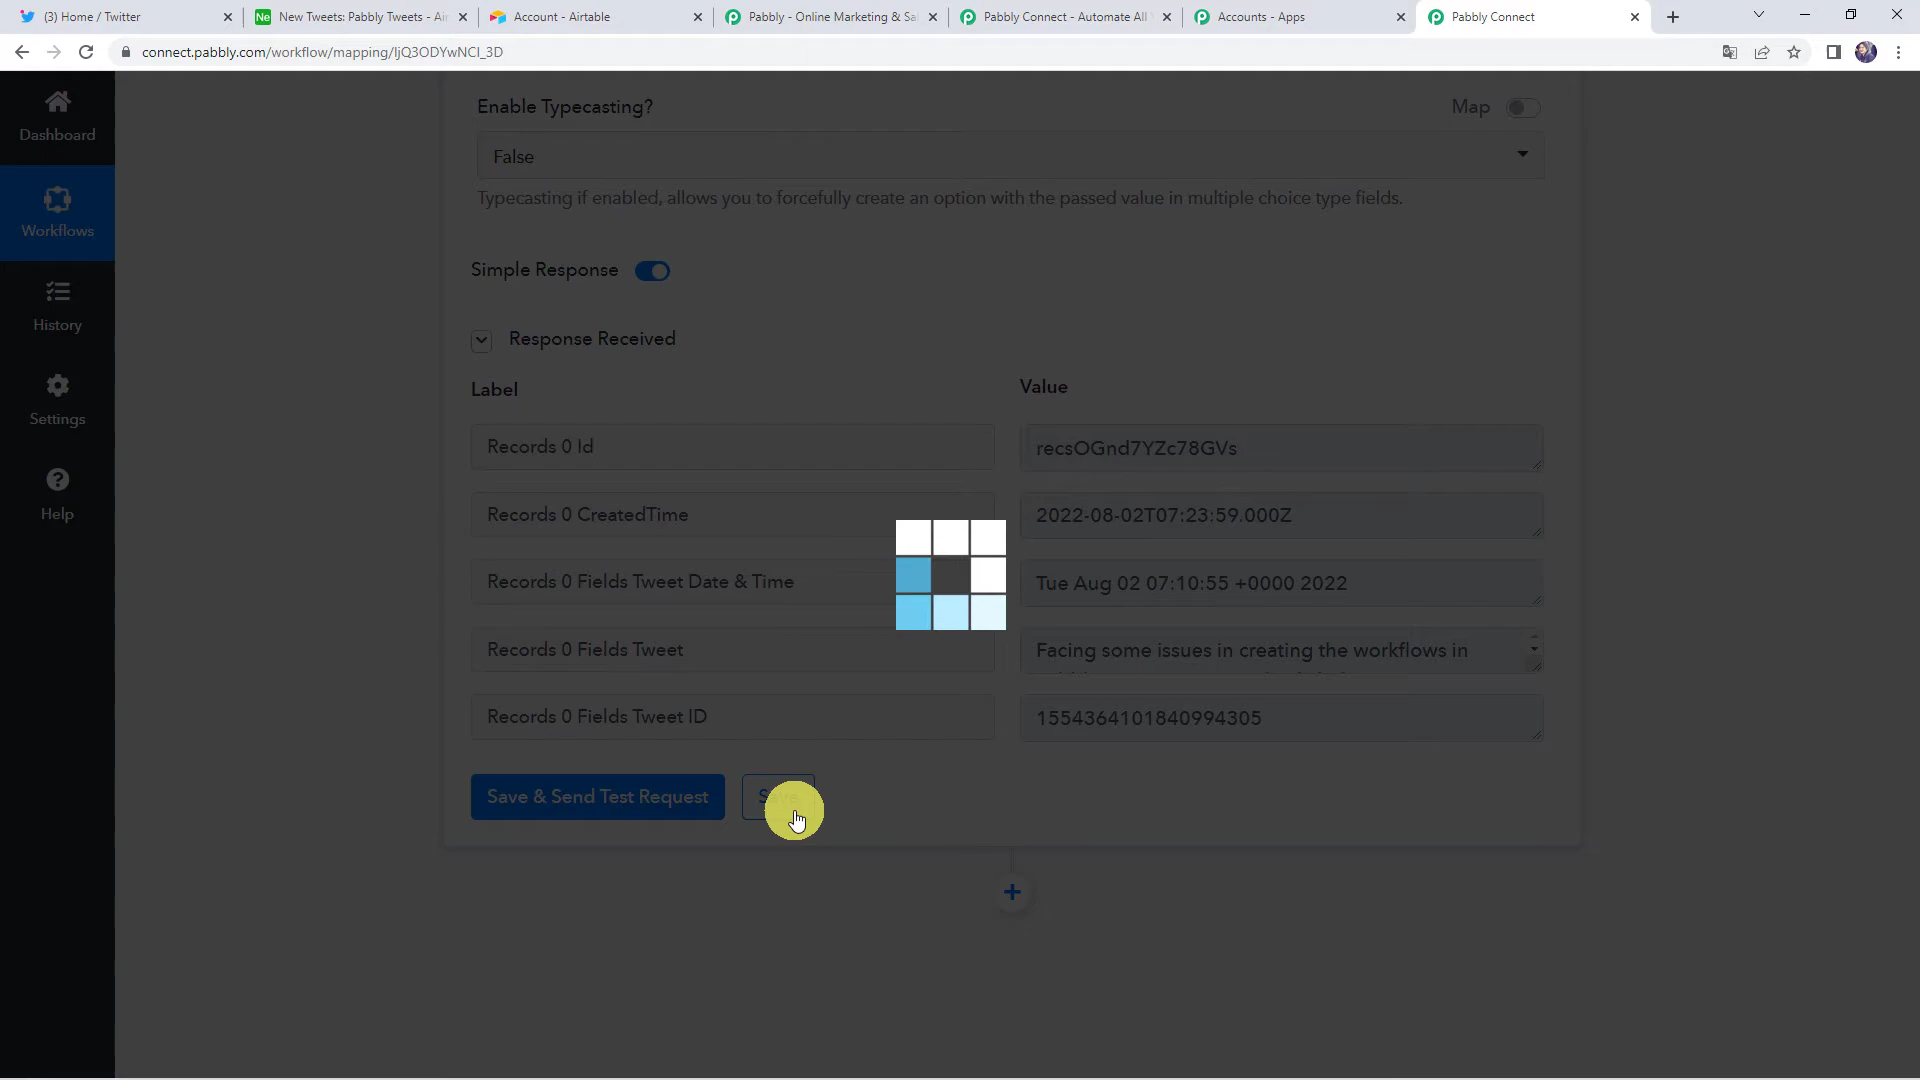 (3) Home / Twitter
New Tweets: Pabbly Tweets - Air
Account - Airtable
Pabbly - Online Marketing & Sal
Pabbly Connect - Automate All
Accounts - Apps
Pabbly Connect
connect.pabbly.com/workflow/mapping/IjQ3ODYwNCI_3D
Enable Typecasting?
Map
Dashboard
False
Typecasting if enabled, allows you to forcefully create an option with the passed value in multiple choice type fields.
Workflows
Simple Response
History
Response Received
Label
Value
Settings
Records 0 Id
recsOGnd7YZc78GVs
Help
Records 0 CreatedTime
2022-08-02T07:23:59.000Z
Records 0 Fields Tweet Date & Time
Tue Aug 02 07:10:55 +0000 2022
Records 0 Fields Tweet
Facing some issues in creating the workflows in
Records 0 Fields Tweet ID
1554364101840994305
Save & Send Test Request
Save